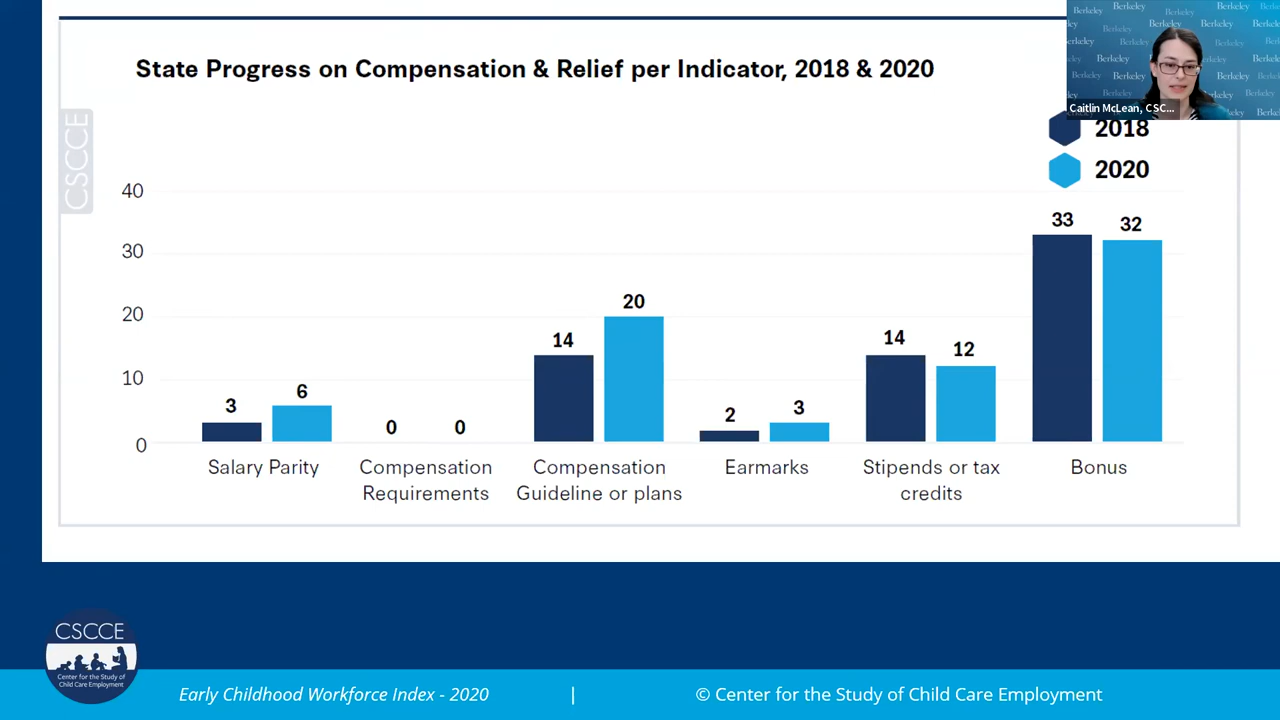 State Progress on Compensation & Relief per Indicator, 2018 & 2020
Berkeley
Caitlin McLean, CSC...
CSCCE
2018
2020
40
30
20
10
0
3
6
0
0
14
20
2
3
14
12
33
32
Salary Parity
Compensation
Requirements
Compensation
Guideline or plans
Earmarks
Stipends or tax
credits
Bonus
CSCCE
Center for the Study of
Child Care Employment
Early Childhood Workforce Index - 2020
|
© Center for the Study of Child Care Employment